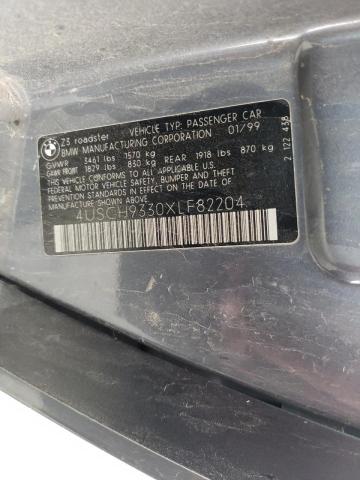 Z3 roadster VEHICLE TYP: PASSENGER CAR
BMW MANUFACTURING CORPORATION 01/99
GVWR 3461 lbs 1570 kg
GAWR FRONT 1829 lbs 830 kg REAR 1918 lbs 870 kg
THIS VEHICLE CONFORMS TO ALL APPLICABLE U.S.
FEDERAL MOTOR VEHICLE SAFETY, BUMPER, AND
THEFT PREVENTION STANDARDS IN EFFECT ON THE
DATE OF MANUFACTURE SHOWN ABOVE.
4USCH9330XLF82204
2 122 438